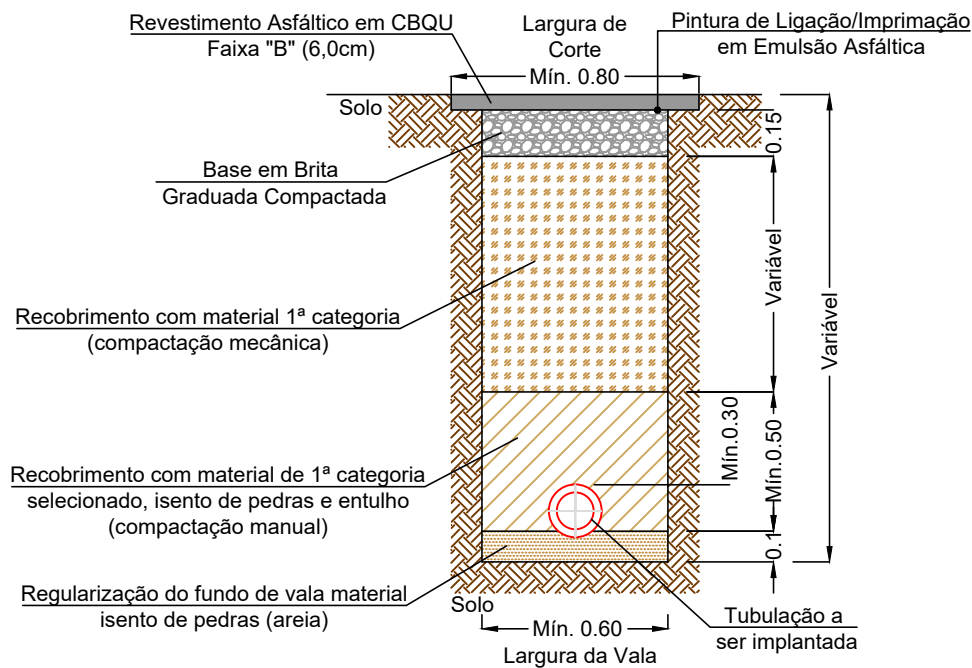 Revestimento Asfáltico em CBQU
Faixa "B" (6,0cm)
Largura de
Corte
Mín. 0.80
Pintura de Ligação/Imprimação
em Emulsão Asfáltica
Solo
0.15
Base em Brita
Graduada Compactada
Variável
Variável
Recobrimento com material 1ª categoria
(compactação mecânica)
Mín.0.30
Mín.0.50
Recobrimento com material de 1ª categoria
selecionado, isento de pedras e entulho
(compactação manual)
0.1
Regularização do fundo de vala material
isento de pedras (areia)
Solo
Mín. 0.60
Largura da Vala
Tubulação a
ser implantada